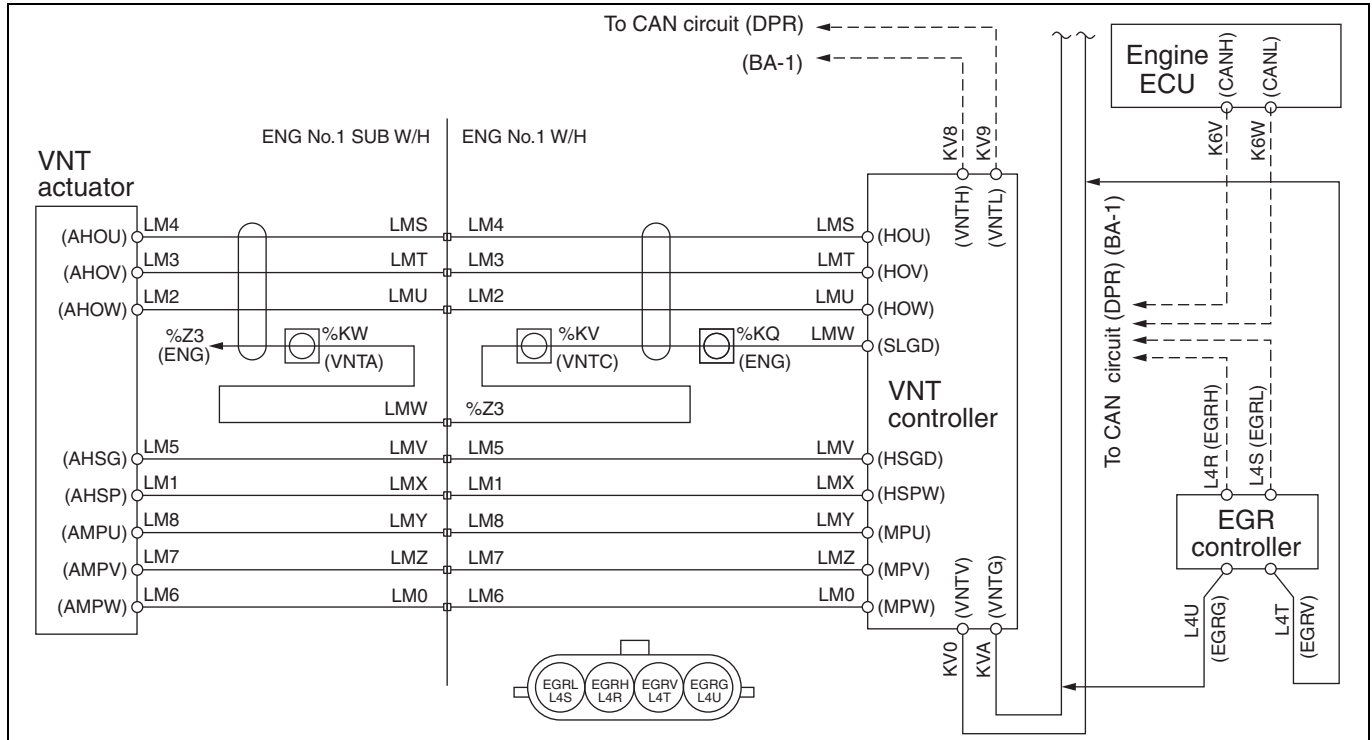 To CAN circuit (DPR)
(BA-1)
Engine
ECU
(CANH)
(CANL)
K6V
K6W
ENG No.1 SUB W/H
ENG No.1 W/H
KV8
KV9
(VNTH)
(VNTL)
VNT
actuator
(AHOU) LM4 LMS LM4 LMS (HOU)
(AHOV) LM3 LMT LM3 LMT (HOV)
(AHOW) LM2 LMU LM2 LMU (HOW)
%Z3
(ENG)
%KW
(VNTA)
%KV
(VNTC)
%KQ
(ENG)
LMW (SLGD)
LMW %Z3
VNT
controller
(AHSG) LM5 LMV LM5 LMV (HSGD)
(AHSP) LM1 LMX LM1 LMX (HSPW)
(AMPU) LM8 LMY LM8 LMY (MPU)
(AMPV) LM7 LMZ LM7 LMZ (MPV)
(AMPW) LM6 LM0 LM6 LM0 (MPW)
(VNTV)
(VNTG)
KV0
KVA
To CAN circuit (DPR) (BA-1)
L4R (EGRH)
L4S (EGRL)
EGR
controller
L4U
(EGRG)
L4T
(EGRV)
EGRL EGRH EGRV EGRG
L4S L4R L4T L4U